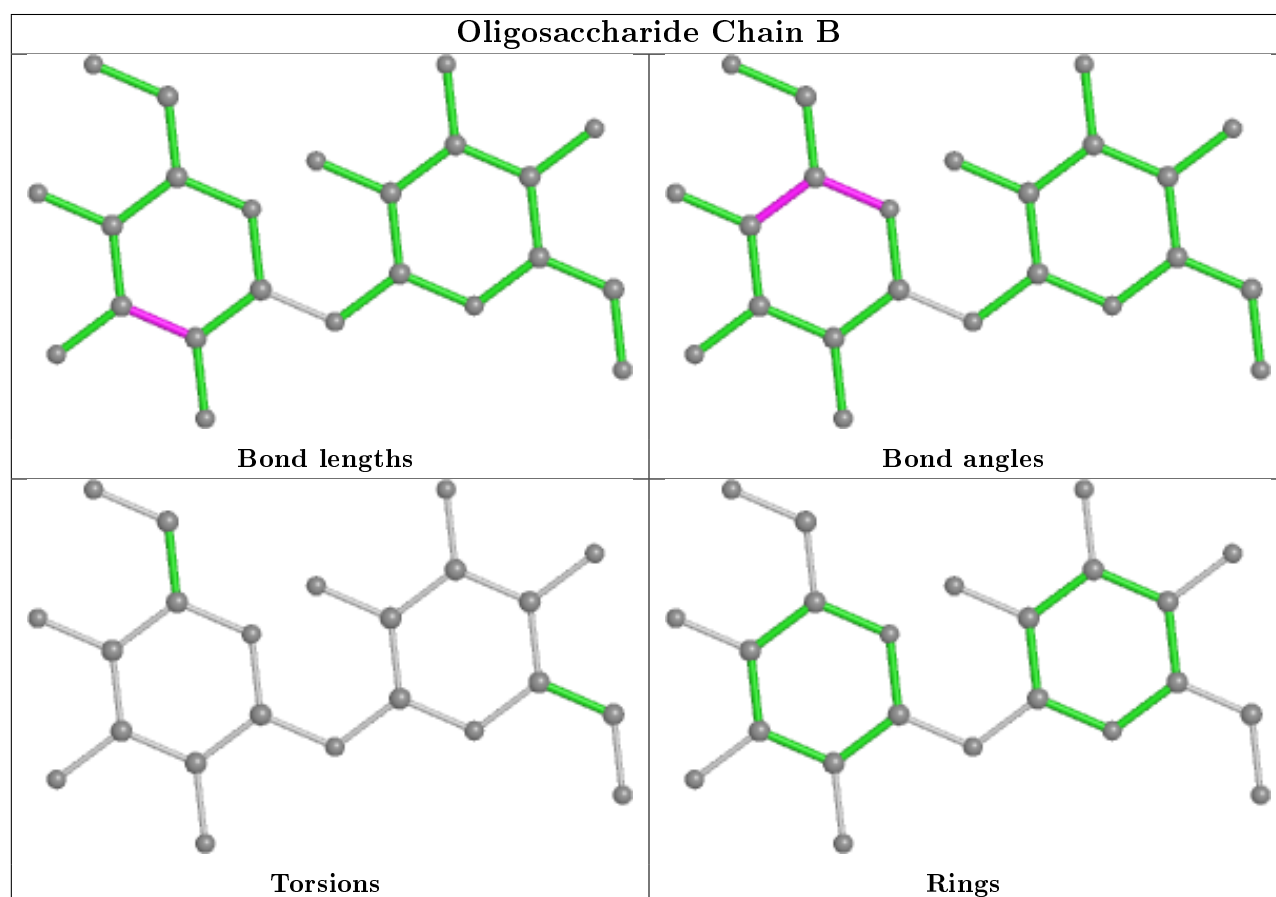 Oligosaccharide Chain B
Bond lengths
Bond angles
Torsions
Rings